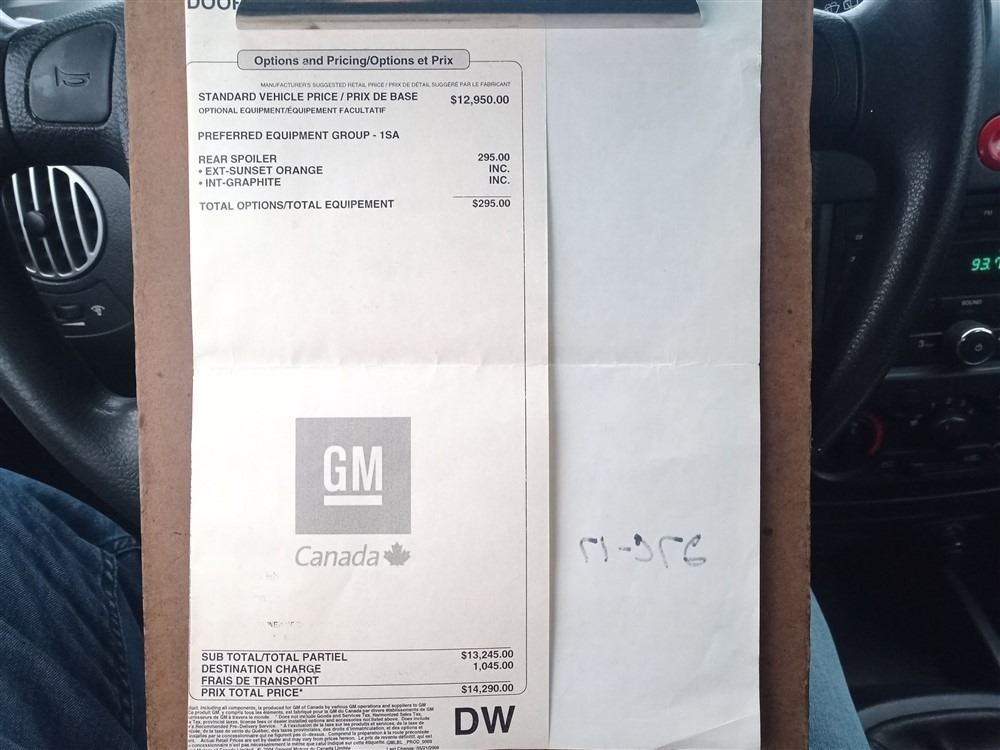 DOOR
Options and Pricing/Options et Prix
MANUFACTURER'S SUGGESTED RETAIL PRICE / PRIX DE DÉTAIL SUGGÉRÉ PAR LE FABRICANT
STANDARD VEHICLE PRICE / PRIX DE BASE $12,950.00
OPTIONAL EQUIPMENT/ÉQUIPEMENT FACULTATIF
PREFERRED EQUIPMENT GROUP - 1SA
REAR SPOILER 295.00
• EXT-SUNSET ORANGE INC.
• INT-GRAPHITE INC.
TOTAL OPTIONS/TOTAL EQUIPEMENT $295.00
GM
Canada
SUB TOTAL/TOTAL PARTIEL $13,245.00
DESTINATION CHARGE 1,045.00
FRAIS DE TRANSPORT
PRIX TOTAL PRICE* $14,290.00
DW
93.7
SOUND